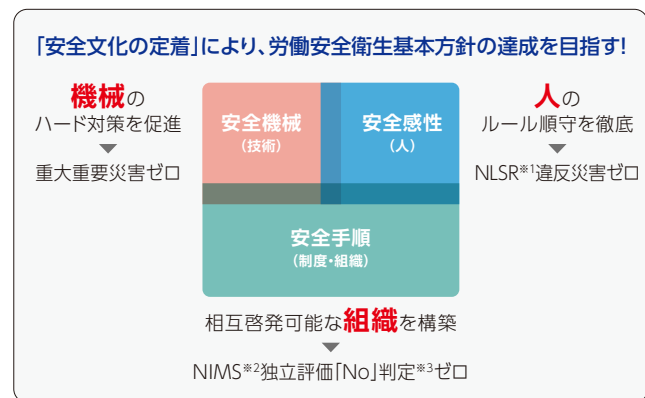 「安全文化の定着」により、労働安全衛生基本方針の達成を目指す!
機械の
ハード対策を促進
▼
重大重要災害ゼロ
安全機械
(技術)
安全感性
(人)
安全手順
(制度・組織)
人の
ルール順守を徹底
▼
NLSR※1違反災害ゼロ
相互啓発可能な組織を構築
▼
NIMS※2独立評価「No」判定※3ゼロ